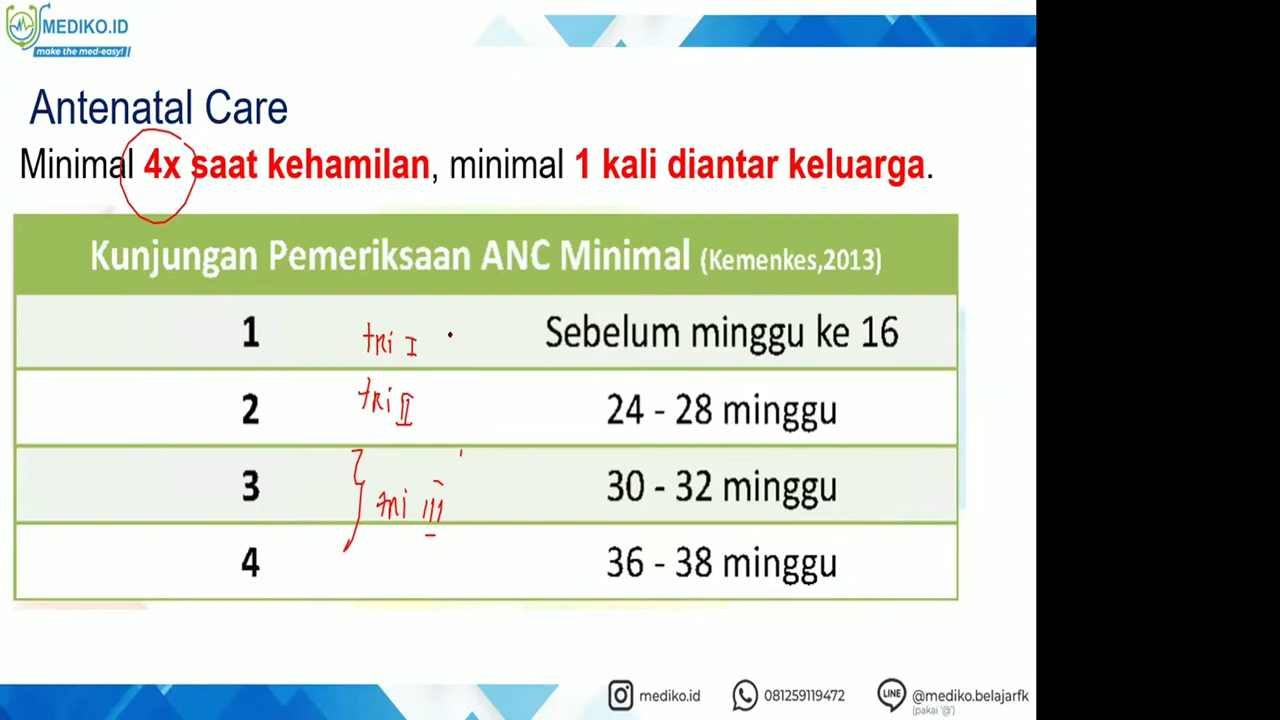 MEDIKO.ID
make the med-easy!
Antenatal Care
Minimal 4x saat kehamilan, minimal 1 kali diantar keluarga.
Kunjungan Pemeriksaan ANC Minimal (Kemenkes,2013)
1 tri I Sebelum minggu ke 16
2 tri II 24 - 28 minggu
3 tri III 30 - 32 minggu
4 36 - 38 minggu
mediko.id 081259119472 LINE @mediko.belajarfk
(pakai '@')